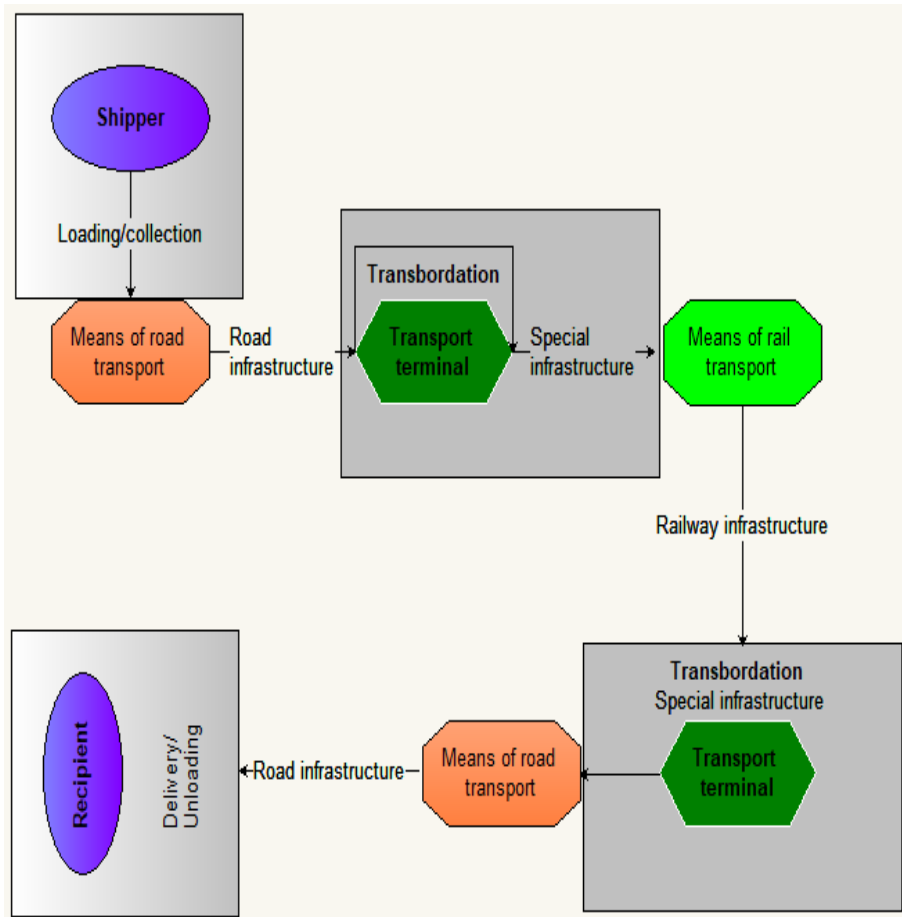 Shipper
Loading/collection
Means of road
transport
Road
infrastructure
Transbordation
Transport
terminal
Special
infrastructure
Means of rail
transport
Railway infrastructure
Transbordation
Special infrastructure
Transport
terminal
Means of road
transport
Road infrastructure
Delivery/
Unloading
Recipient